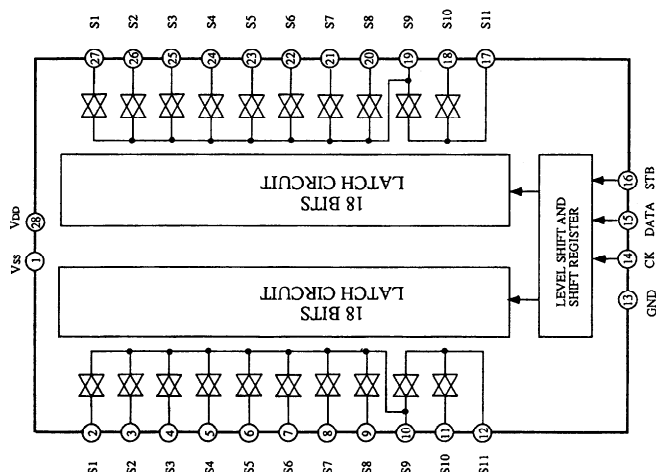 S1 S2 S3 S4 S5 S6 S7 S8 S9 S10 S11
27 26 25 24 23 22 21 20 19 18 17
VDD
28
18 BITS
LATCH CIRCUIT
16 STB
15 DATA
14 CK
13 GND
LEVEL SHIFT AND
SHIFT REGISTER
VSS
1
18 BITS
LATCH CIRCUIT
2 3 4 5 6 7 8 9 10 11 12
S1 S2 S3 S4 S5 S6 S7 S8 S9 S10 S11